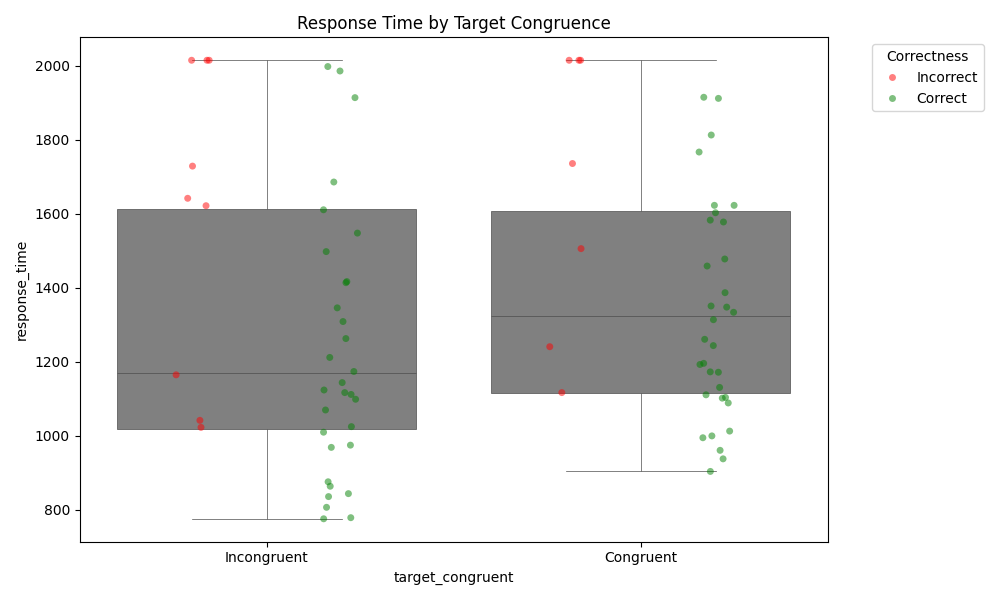 Response Time by Target Congruence
Correctness
Incorrect
Correct
2000
1800
1600
1400
1200
1000
800
response_time
Incongruent
Congruent
target_congruent